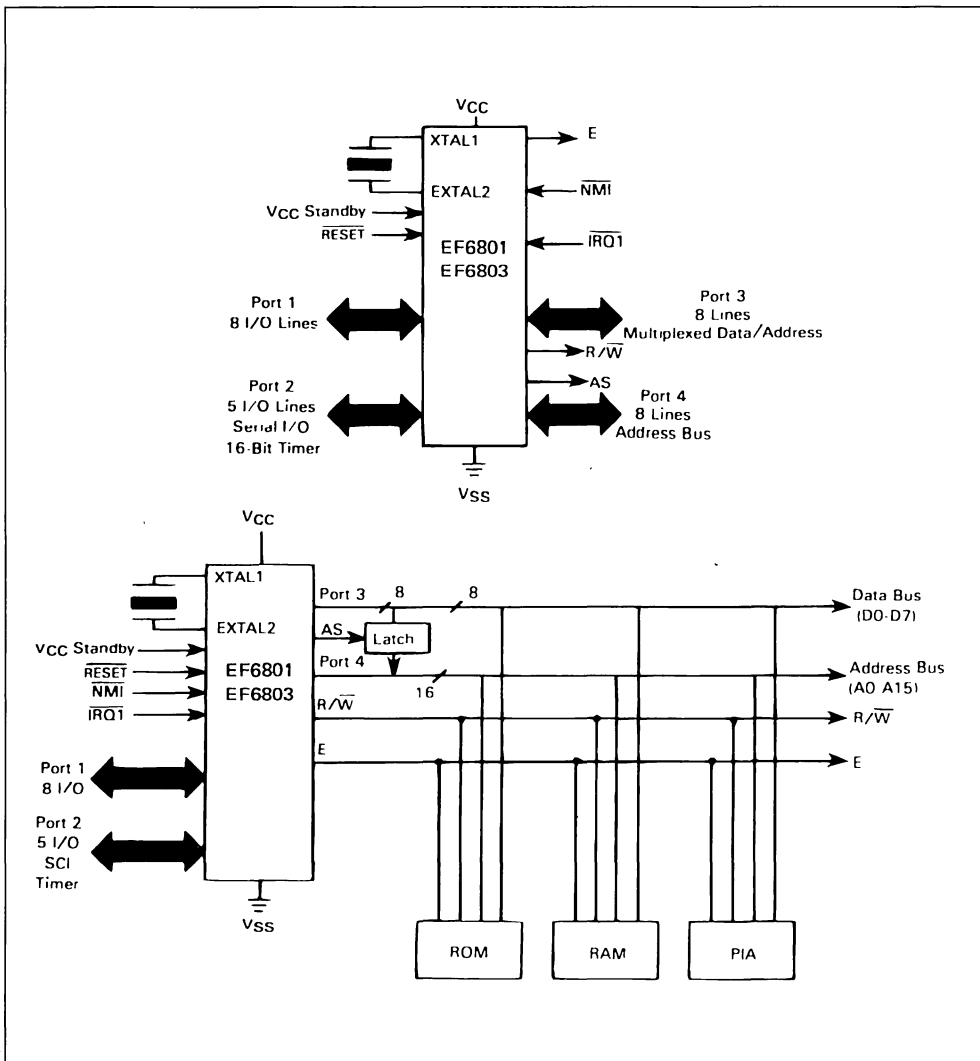 VCC
XTAL1
E
EXTAL2
NMI
VCC Standby
RESET
IRQ1
EF6801
EF6803
Port 1
8 I/O Lines
Port 3
8 Lines
Multiplexed Data/Address
R/W
AS
Port 2
5 I/O Lines
Serial I/O
16-Bit Timer
Port 4
8 Lines
Address Bus
VSS
VCC
XTAL1
EXTAL2
VCC Standby
RESET
NMI
IRQ1
EF6801
EF6803
Port 3
8
8
AS
Latch
Port 4
16
R/W
E
Data Bus
(D0-D7)
Address Bus
(A0 A15)
R/W
E
Port 1
8 I/O
Port 2
5 I/O
SCI
Timer
VSS
ROM
RAM
PIA